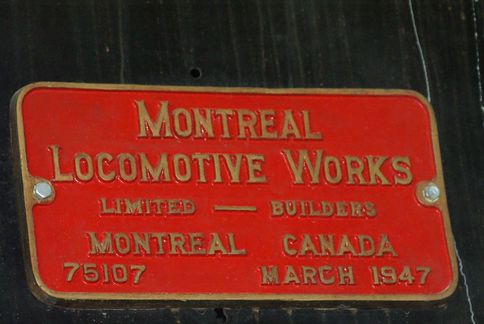 MONTREAL
LOCOMOTIVE WORKS
LIMITED — BUILDERS
MONTREAL CANADA
75107 MARCH 1947